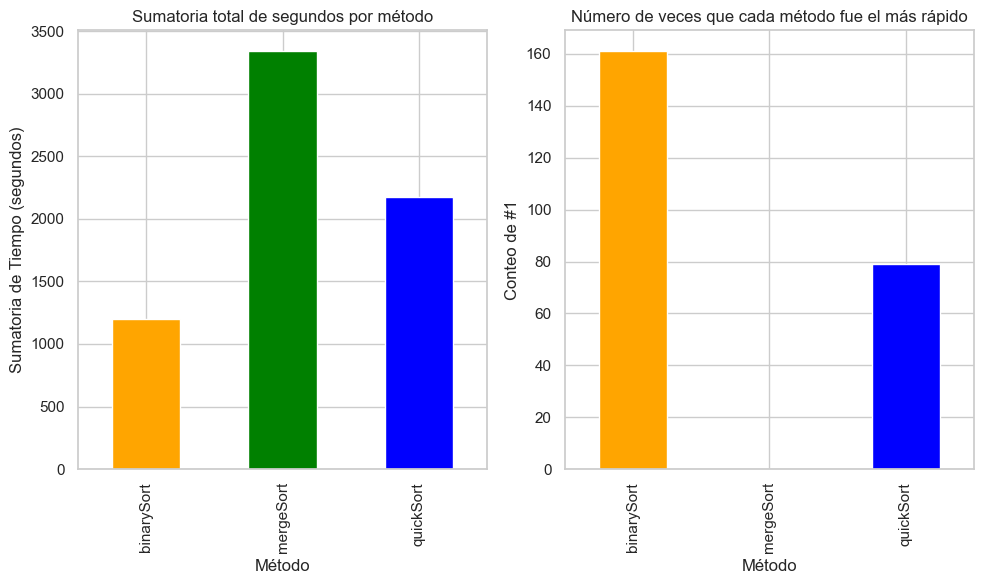 Sumatoria total de segundos por método
Sumatoria de Tiempo (segundos)
3500
3000
2500
2000
1500
1000
500
0
binarySort
mergeSort
quickSort
Método
Número de veces que cada método fue el más rápido
Conteo de #1
160
140
120
100
80
60
40
20
0
binarySort
mergeSort
quickSort
Método